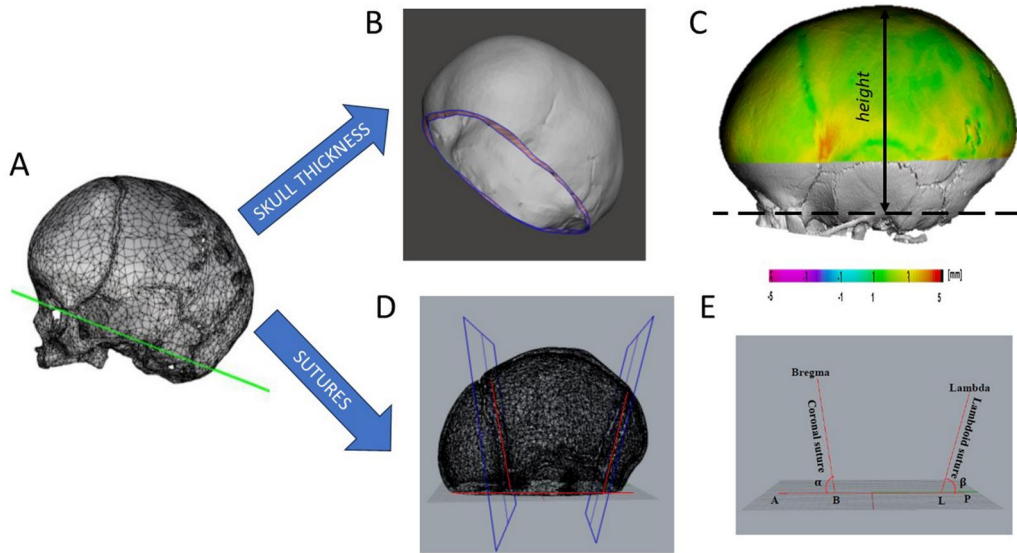 A
B
SKULL THICKNESS
C
height
[mm]
-5
-1
1
5
SUTURES
D
E
Bregma
Lambda
Coronal suture
Lambdoid suture
α
β
A
B
L
P